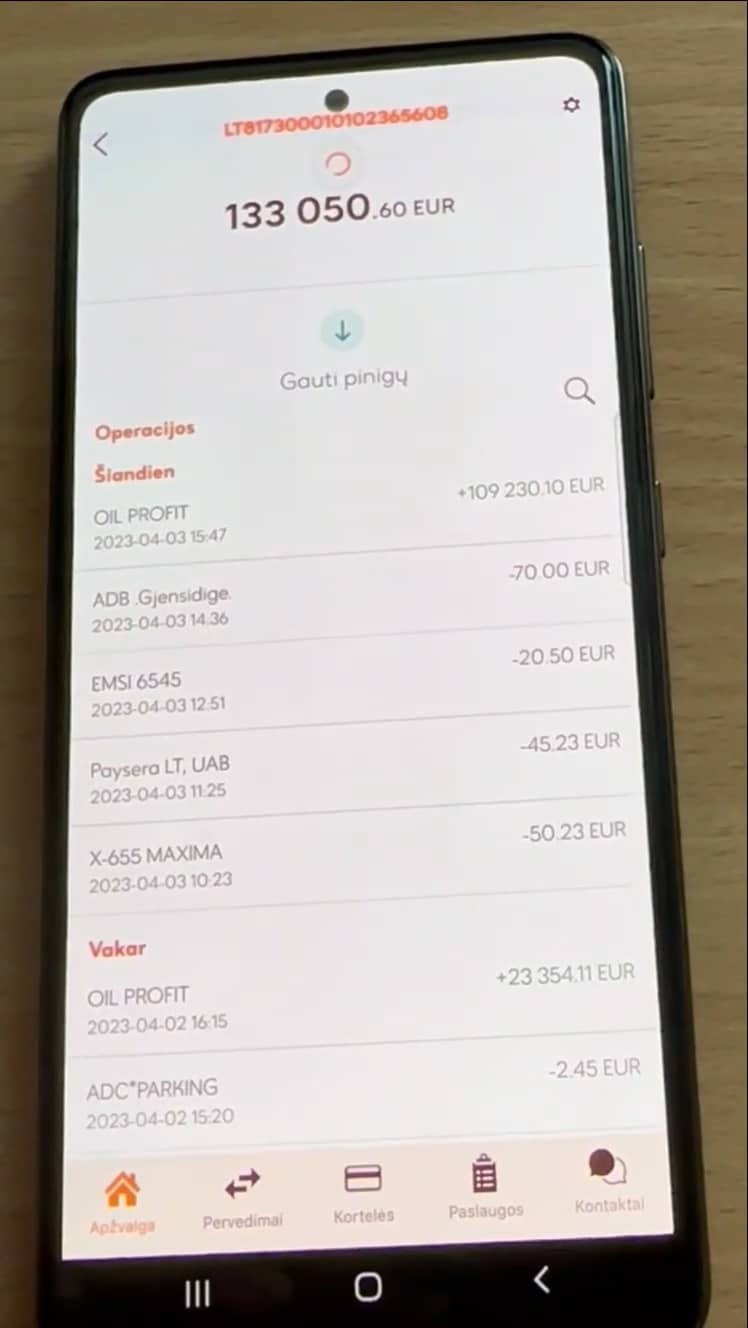 LT817300010102365608
133 050.60 EUR
Gauti pinigų
Operacijos
Šiandien
OIL PROFIT
+109 230.10 EUR
2023-04-03 15:47
ADB .Gjensidige.
-70.00 EUR
2023-04-03 14:36
EMSI 6545
-20.50 EUR
2023-04-03 12:51
Paysera LT, UAB
-45.23 EUR
2023-04-03 11:25
X-655 MAXIMA
-50.23 EUR
2023-04-03 10:23
Vakar
OIL PROFIT
+23 354.11 EUR
2023-04-02 16:15
ADC*PARKING
-2.45 EUR
2023-04-02 15:20
Apžvalga
Pervedimai
Kortelės
Paslaugos
Kontaktai